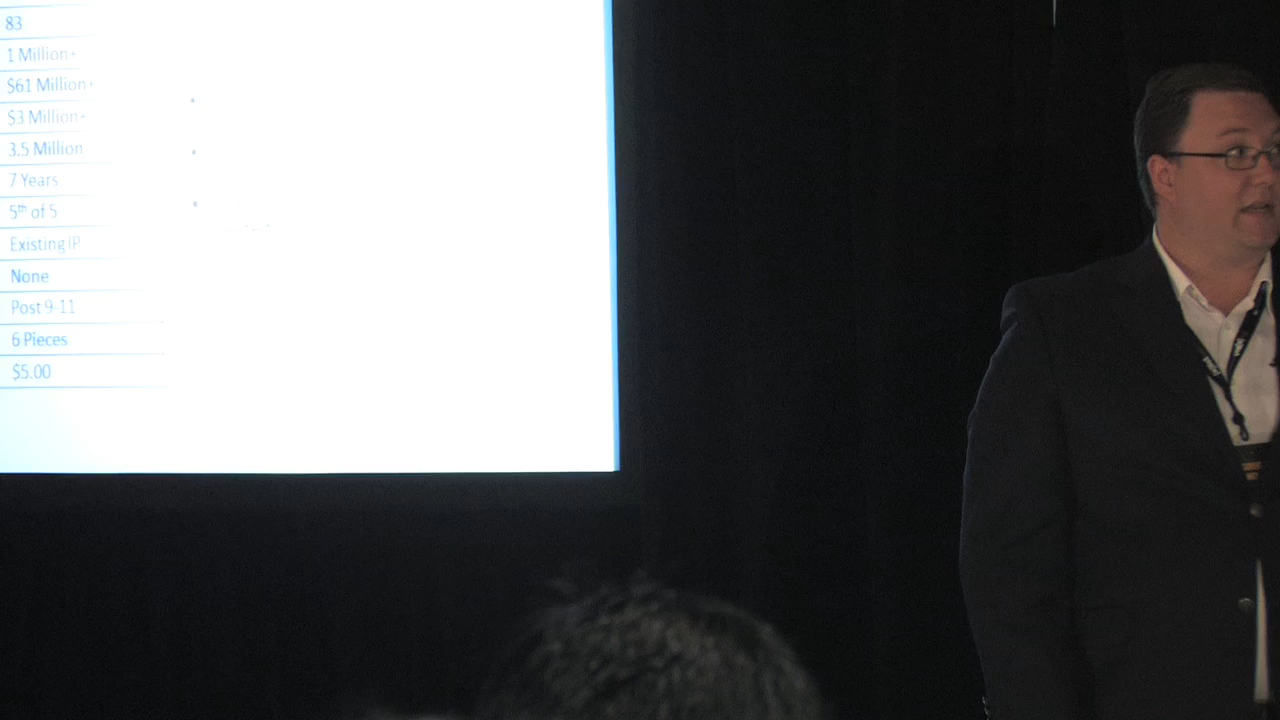 83
1 Million+
$61 Million+
$3 Million+
3.5 Million
7 Years
5th of 5
Existing IP
None
Post 9-11
6 Pieces
$5.00